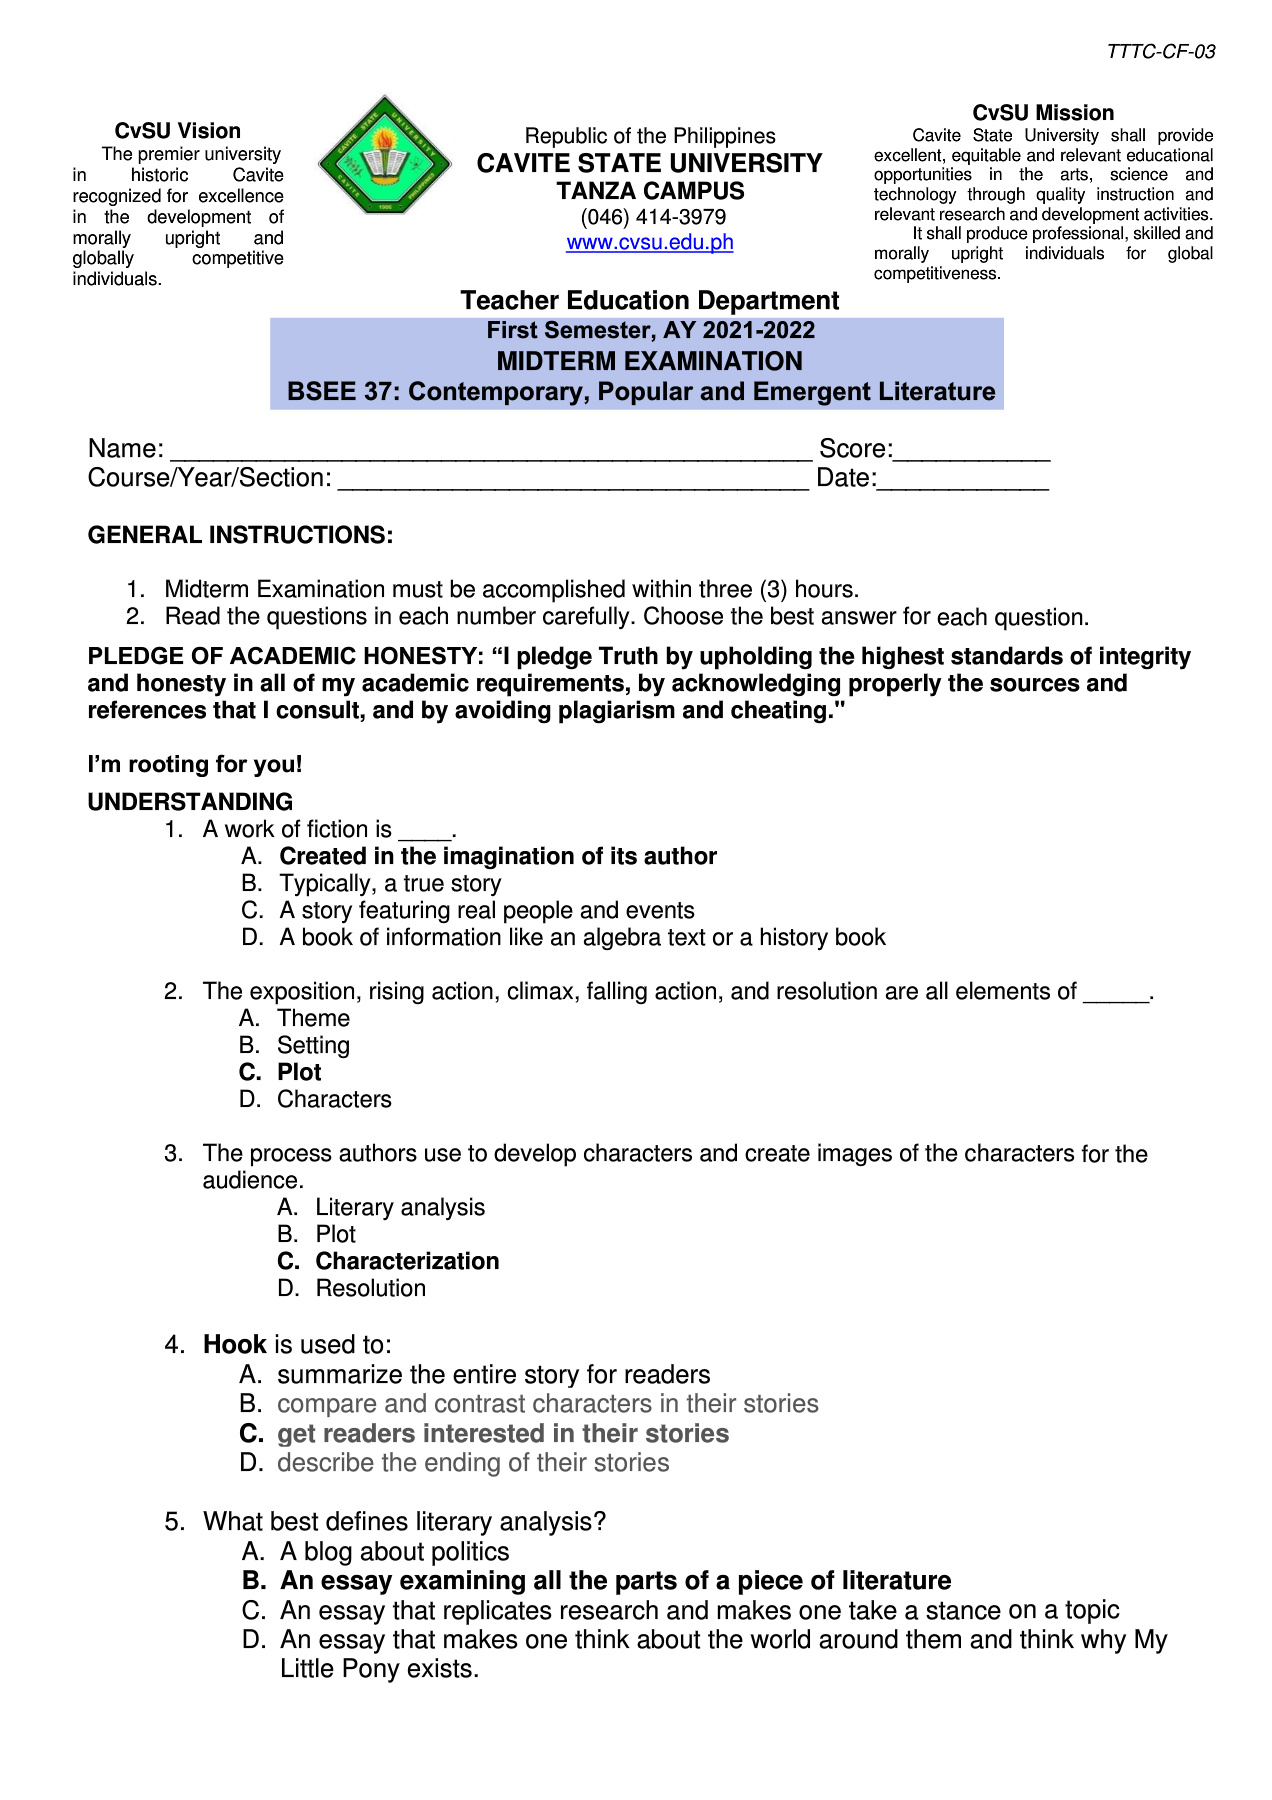 TTTC-CF-03
CvSU Vision
The premier university
in historic Cavite
recognized for excellence
in the development of
morally upright and
globally competitive
individuals.
CAVITE STATE UNIVERSITY
CAVITE
PHILIPPINES
1906
Republic of the Philippines
CAVITE STATE UNIVERSITY
TANZA CAMPUS
(046) 414-3979
www.cvsu.edu.ph
CvSU Mission
Cavite State University shall provide
excellent, equitable and relevant educational
opportunities in the arts, science and
technology through quality instruction and
relevant research and development activities.
It shall produce professional, skilled and
morally upright individuals for global
competitiveness.
Teacher Education Department
First Semester, AY 2021-2022
MIDTERM EXAMINATION
BSEE 37: Contemporary, Popular and Emergent Literature
Name: _____________________________________________ Score:___________
Course/Year/Section: _________________________________ Date:____________
GENERAL INSTRUCTIONS:
1. Midterm Examination must be accomplished within three (3) hours.
2. Read the questions in each number carefully. Choose the best answer for each question.
PLEDGE OF ACADEMIC HONESTY: “I pledge Truth by upholding the highest standards of integrity
and honesty in all of my academic requirements, by acknowledging properly the sources and
references that I consult, and by avoiding plagiarism and cheating."
I’m rooting for you!
UNDERSTANDING
1. A work of fiction is ____.
A. Created in the imagination of its author
B. Typically, a true story
C. A story featuring real people and events
D. A book of information like an algebra text or a history book
2. The exposition, rising action, climax, falling action, and resolution are all elements of _____.
A. Theme
B. Setting
C. Plot
D. Characters
3. The process authors use to develop characters and create images of the characters for the
audience.
A. Literary analysis
B. Plot
C. Characterization
D. Resolution
4. Hook is used to:
A. summarize the entire story for readers
B. compare and contrast characters in their stories
C. get readers interested in their stories
D. describe the ending of their stories
5. What best defines literary analysis?
A. A blog about politics
B. An essay examining all the parts of a piece of literature
C. An essay that replicates research and makes one take a stance on a topic
D. An essay that makes one think about the world around them and think why My
Little Pony exists.